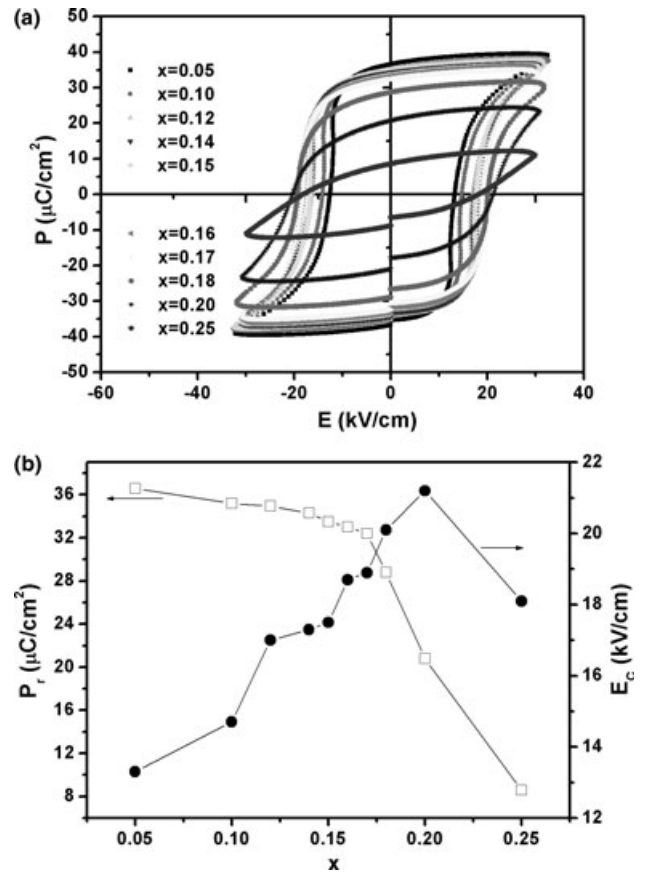 (a)
50
40
30
20
10
0
-10
-20
-30
-40
-50
P (μC/cm²)
x=0.05
x=0.10
x=0.12
x=0.14
x=0.15
x=0.16
x=0.17
x=0.18
x=0.20
x=0.25
-60 -40 -20 0 20 40
E (kV/cm)
(b)
36
32
28
24
20
16
12
8
Pr (μC/cm²)
22
20
18
16
14
12
EC (kV/cm)
0.05 0.10 0.15 0.20 0.25
x